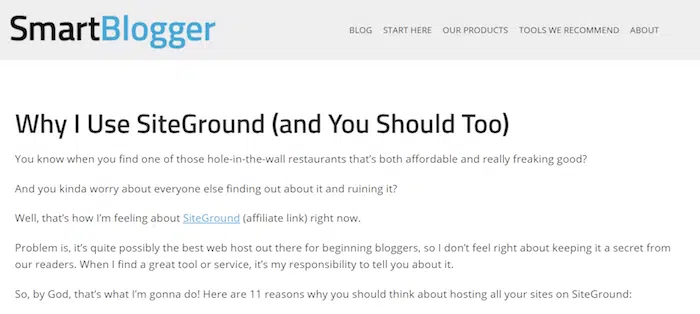 SmartBlogger
BLOG START HERE OUR PRODUCTS TOOLS WE RECOMMEND ABOUT
Why I Use SiteGround (and You Should Too)
You know when you find one of those hole-in-the-wall restaurants that's both affordable and really freaking good?
And you kinda worry about everyone else finding out about it and ruining it?
Well, that's how I'm feeling about SiteGround (affiliate link) right now.
Problem is, it's quite possibly the best web host out there for beginning bloggers, so I don't feel right about keeping it a secret from
our readers. When I find a great tool or service, it's my responsibility to tell you about it.
So, by God, that's what I'm gonna do! Here are 11 reasons why you should think about hosting all your sites on SiteGround: